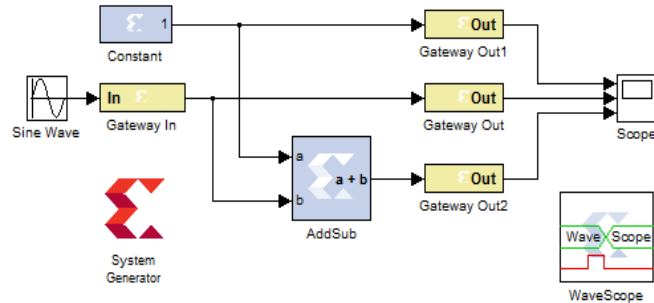 1
Constant
Out
Gateway Out1
Sine Wave
In
Gateway In
Out
Gateway Out
Scope
a
b
a + b
AddSub
Out
Gateway Out2
System
Generator
Wave Scope
WaveScope